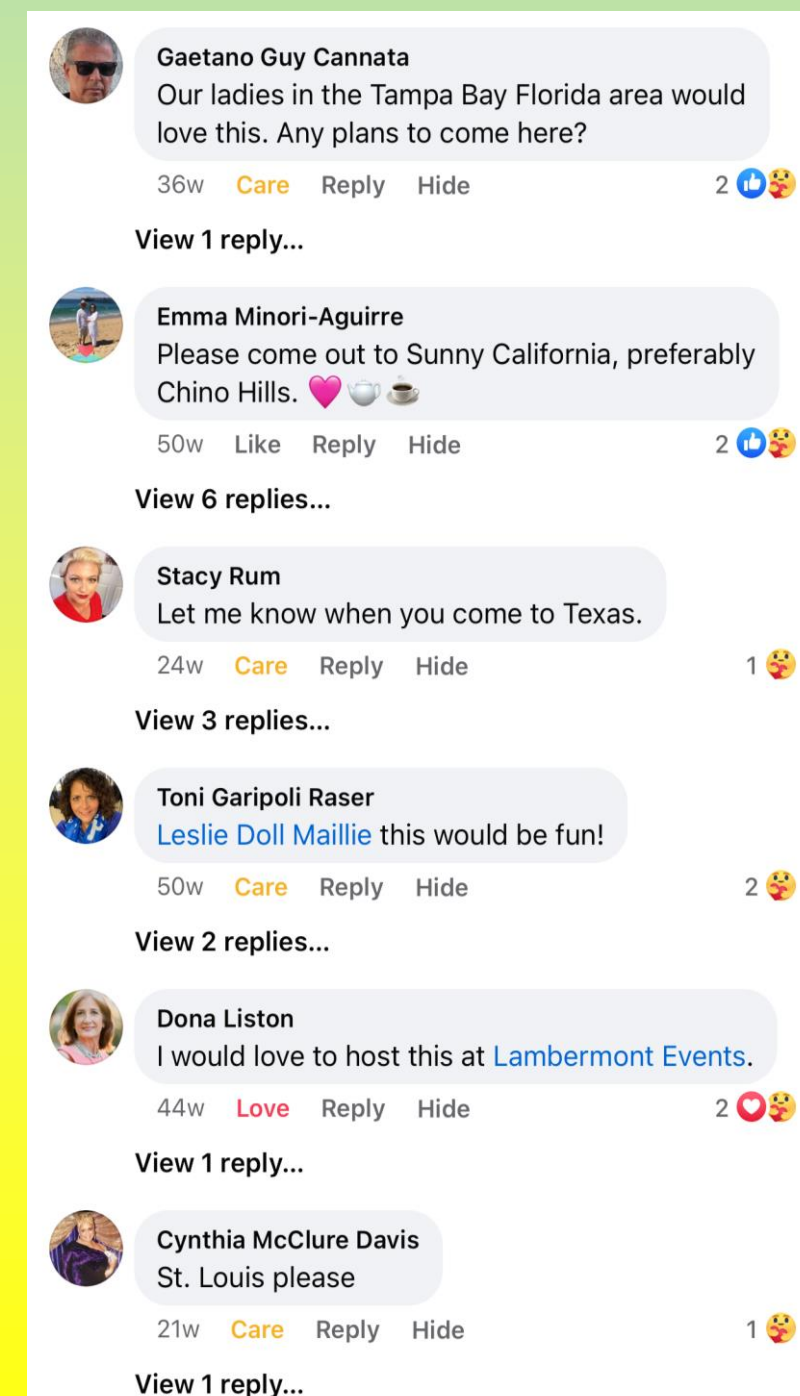 Gaetano Guy Cannata
Our ladies in the Tampa Bay Florida area would
love this. Any plans to come here?
36w Care Reply Hide 2
View 1 reply...
Emma Minori-Aguirre
Please come out to Sunny California, preferably
Chino Hills. 🩷🫖☕
50w Like Reply Hide 2
View 6 replies...
Stacy Rum
Let me know when you come to Texas.
24w Care Reply Hide 1
View 3 replies...
Toni Garipoli Raser
Leslie Doll Maillie this would be fun!
50w Care Reply Hide 2
View 2 replies...
Dona Liston
I would love to host this at Lambermont Events.
44w Love Reply Hide 2
View 1 reply...
Cynthia McClure Davis
St. Louis please
21w Care Reply Hide 1
View 1 reply...